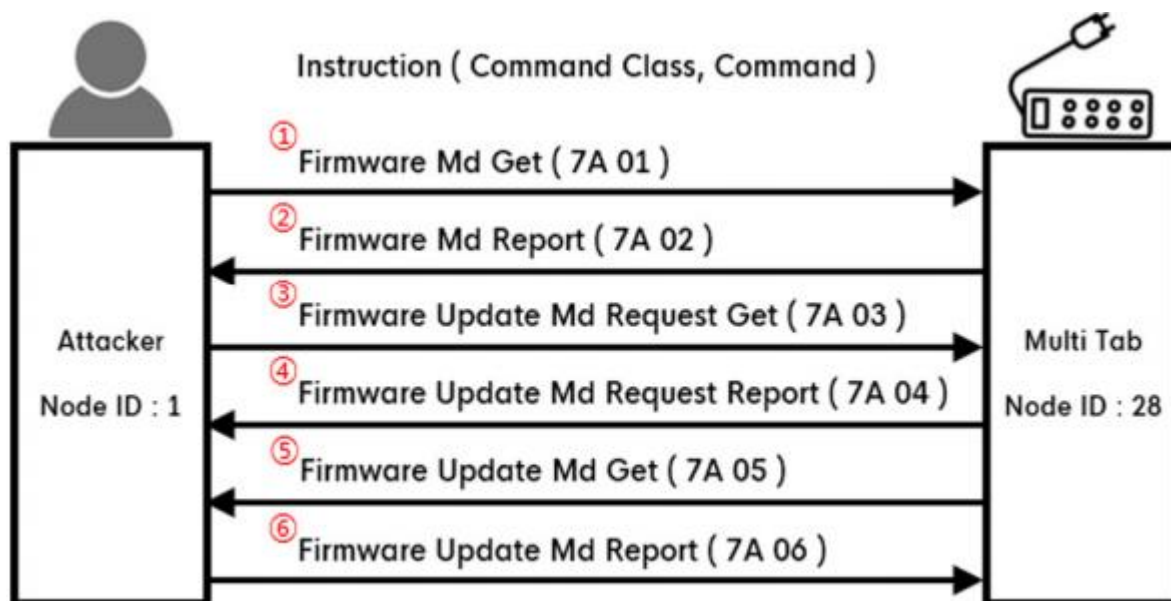 Instruction ( Command Class, Command )
①
Firmware Md Get ( 7A 01 )
②
Firmware Md Report ( 7A 02 )
③
Firmware Update Md Request Get ( 7A 03 )
④
Firmware Update Md Request Report ( 7A 04 )
⑤
Firmware Update Md Get ( 7A 05 )
⑥
Firmware Update Md Report ( 7A 06 )
Attacker
Node ID : 1
Multi Tab
Node ID : 28